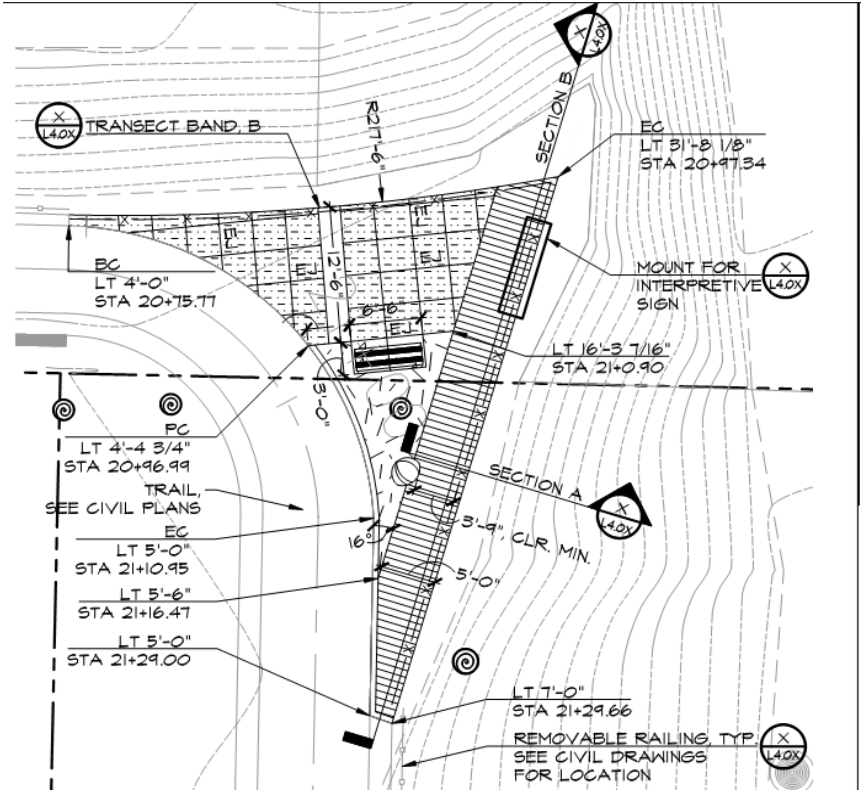 X
L4.0X
SECTION B
X
L4.0X
TRANSECT BAND, B
R217'-6"
EC
LT 31'-8 1/8"
STA 20+97.34
EJ
EJ
EJ
EJ
EJ
12'-6"
6'-6"
BC
LT 4'-0"
STA 20+75.77
MOUNT FOR
INTERPRETIVE
SIGN
X
L4.0X
LT 16'-3 7/16"
STA 21+0.90
3'-0"
PC
LT 4'-4 3/4"
STA 20+96.99
TRAIL,
SEE CIVIL PLANS
SECTION A
X
L4.0X
3'-9", CLR. MIN.
16°
EC
LT 5'-0"
STA 21+10.95
5'-0"
LT 5'-6"
STA 21+16.47
LT 5'-0"
STA 21+29.00
LT 7'-0"
STA 21+29.66
REMOVABLE RAILING, TYP.
SEE CIVIL DRAWINGS
FOR LOCATION
X
L4.0X